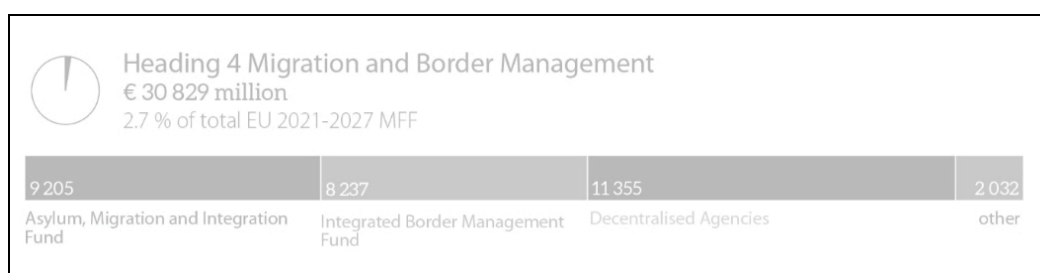 Heading 4 Migration and Border Management
€ 30 829 million
2.7 % of total EU 2021-2027 MFF
9 205
8 237
11 355
2 032
Asylum, Migration and Integration
Fund
Integrated Border Management
Fund
Decentralised Agencies
other